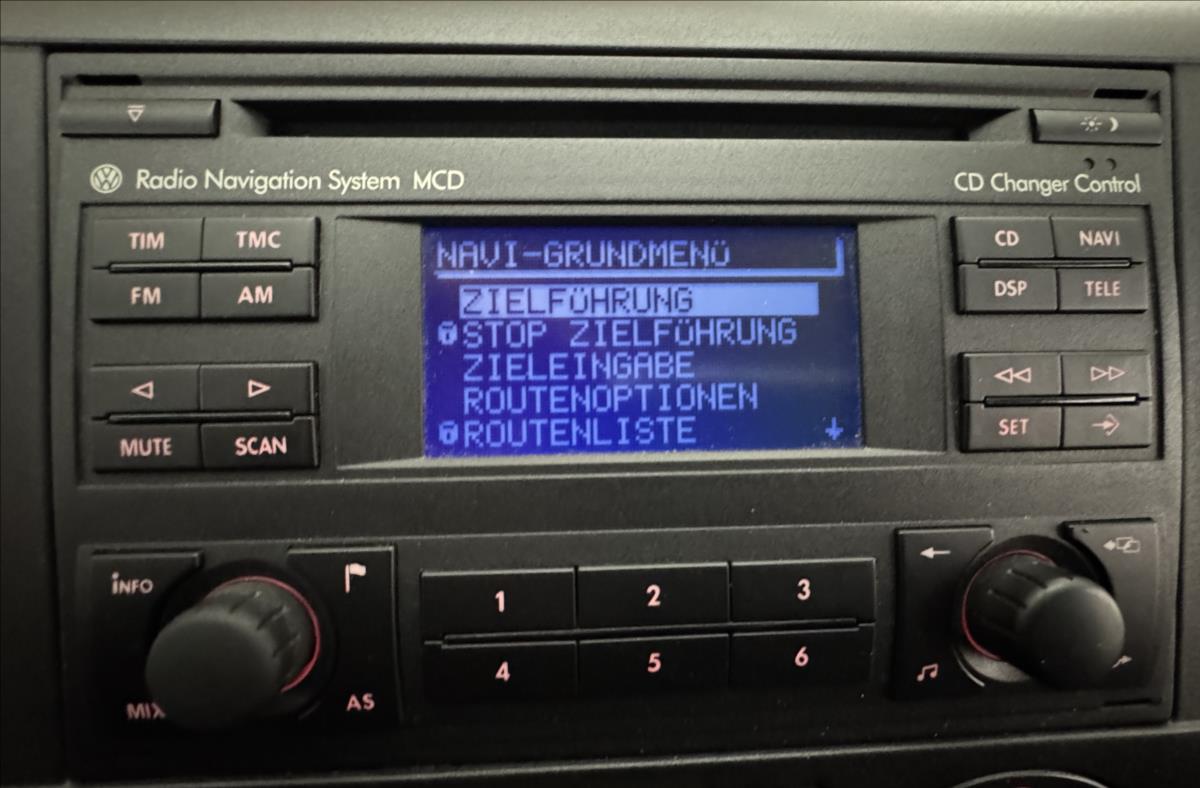 Radio Navigation System MCD
CD Changer Control
TIM TMC
FM AM
MUTE SCAN
NAVI-GRUNDMENÜ
ZIELFÜHRUNG
STOP ZIELFÜHRUNG
ZIELEINGABE
ROUTENOPTIONEN
ROUTENLISTE
CD NAVI
DSP TELE
SET
INFO
MIX
AS
1 2 3
4 5 6